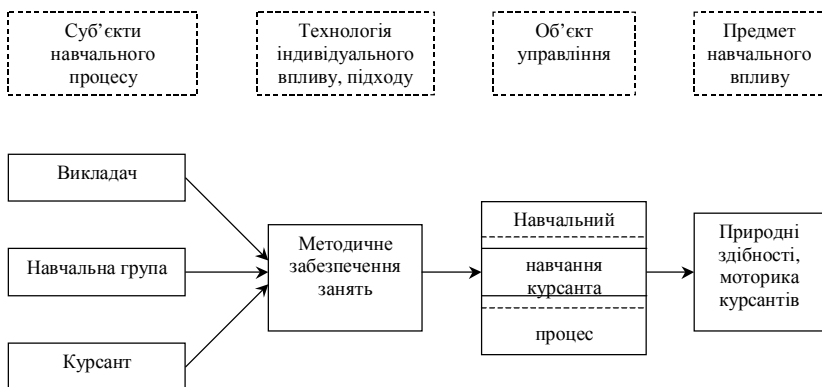 Суб’єкти
навчального
процесу
Технологія
індивідуального
впливу, підходу
Об’єкт
управління
Предмет
навчального
впливу
Викладач
Навчальна група
Курсант
Методичне
забезпечення
занять
Навчальний
навчання
курсанта
процес
Природні
здібності,
моторика
курсантів